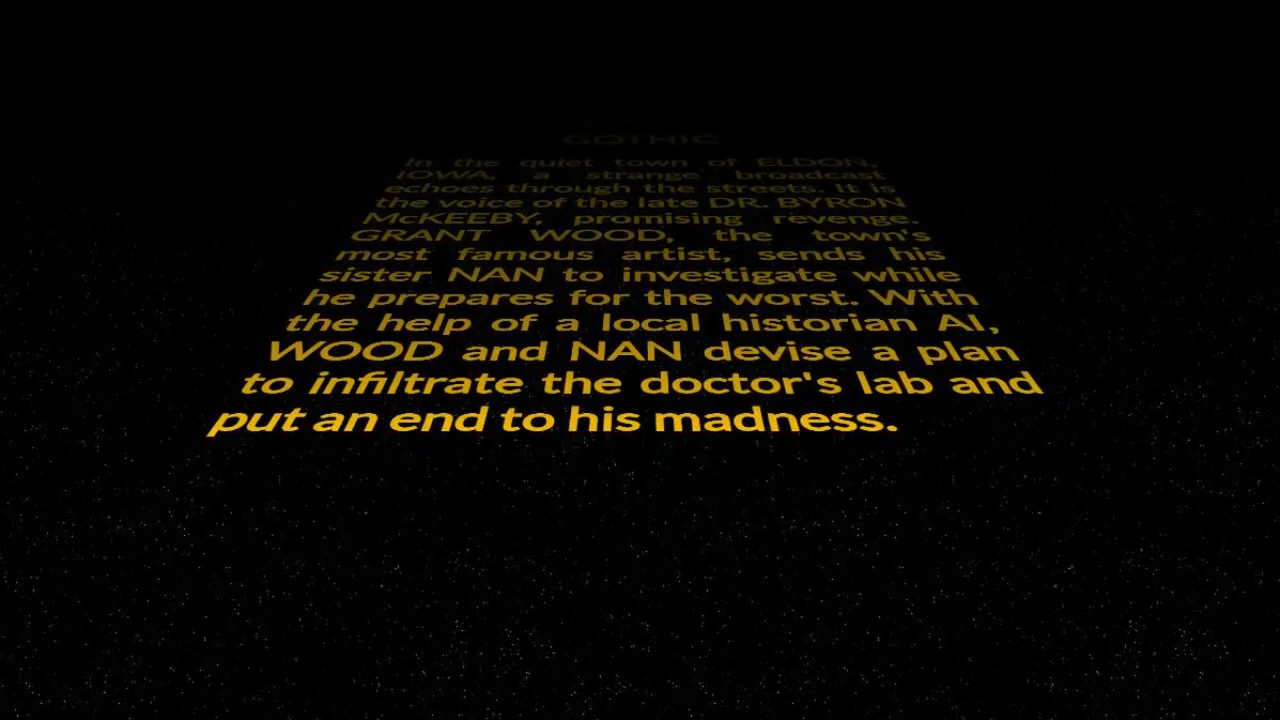 GOTHIC
In the quiet town of ELDON,
IOWA, a strange broadcast
echoes through the streets. It is
the voice of the late DR. BYRON
McKEEBY, promising revenge.
GRANT WOOD, the town's
most famous artist, sends his
sister NAN to investigate while
he prepares for the worst. With
the help of a local historian AI,
WOOD and NAN devise a plan
to infiltrate the doctor's lab and
put an end to his madness.